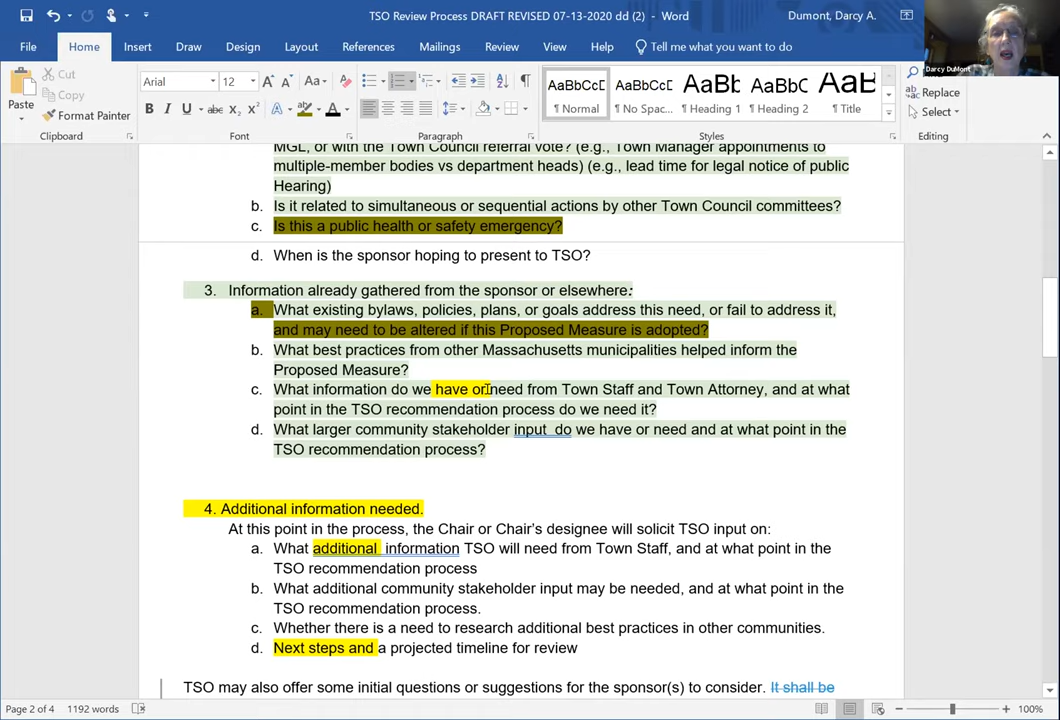 TSO Review Process DRAFT REVISED 07-13-2020 dd (2) - Word
Dumont, Darcy A.
File Home Insert Draw Design Layout References Mailings Review View Help Tell me what you want to do
Darcy DuMont
Paste
Cut
Copy
Format Painter
Arial 12
Aa
B I U abc X₂ X²
AaBbCcD AaBbCcD AaBbC AaBbCc AaB
¶ Normal ¶ No Spac... Heading 1 Heading 2 Title
Replace
Select
Clipboard Font Paragraph Styles Editing
MGL, or with the Town Council referral vote? (e.g., Town Manager appointments to
multiple-member bodies vs department heads) (e.g., lead time for legal notice of public
Hearing)
b. Is it related to simultaneous or sequential actions by other Town Council committees?
c. Is this a public health or safety emergency?
d. When is the sponsor hoping to present to TSO?
3. Information already gathered from the sponsor or elsewhere:
a. What existing bylaws, policies, plans, or goals address this need, or fail to address it,
and may need to be altered if this Proposed Measure is adopted?
b. What best practices from other Massachusetts municipalities helped inform the
Proposed Measure?
c. What information do we have or need from Town Staff and Town Attorney, and at what
point in the TSO recommendation process do we need it?
d. What larger community stakeholder input do we have or need and at what point in the
TSO recommendation process?
4. Additional information needed.
At this point in the process, the Chair or Chair's designee will solicit TSO input on:
a. What additional information TSO will need from Town Staff, and at what point in the
TSO recommendation process
b. What additional community stakeholder input may be needed, and at what point in the
TSO recommendation process.
c. Whether there is a need to research additional best practices in other communities.
d. Next steps and a projected timeline for review
TSO may also offer some initial questions or suggestions for the sponsor(s) to consider. It shall be
Page 2 of 4 1192 words
100%